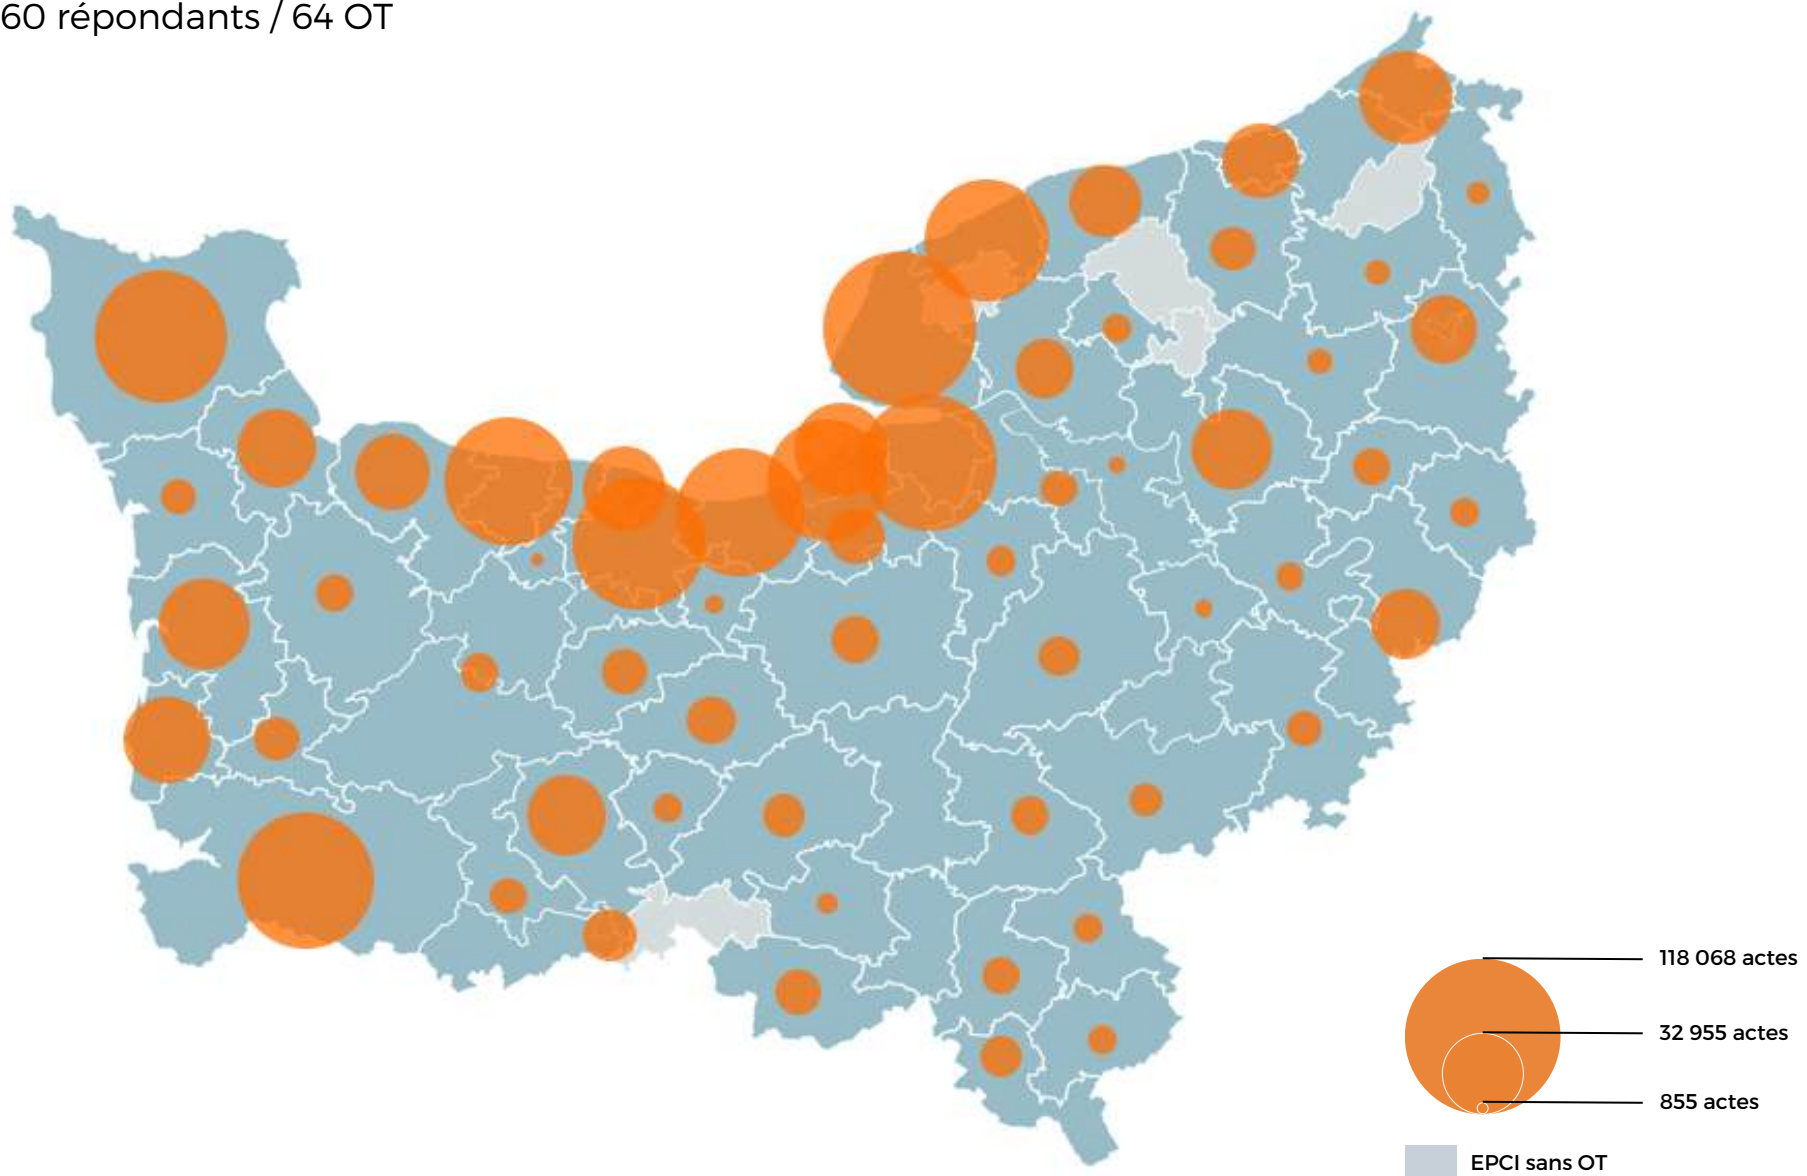 60 répondants / 64 OT
118 068 actes
32 955 actes
855 actes
EPCI sans OT